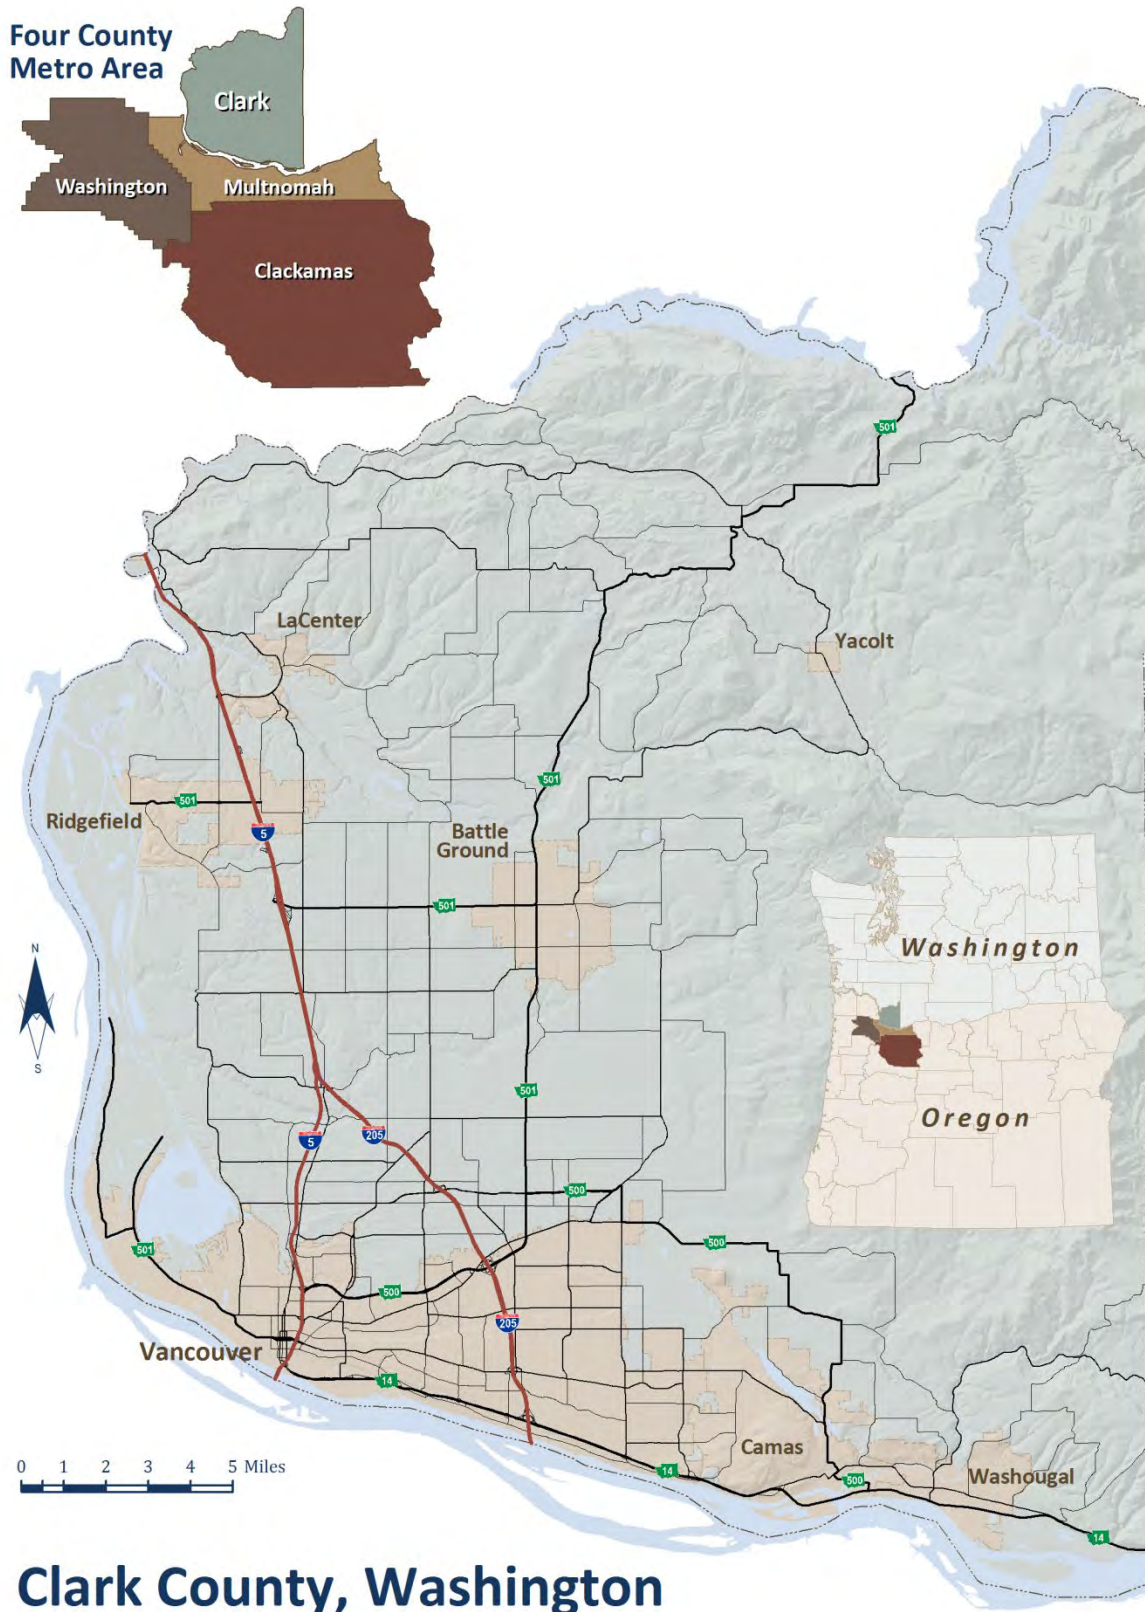 Four County
Metro Area
Clark
Washington
Multnomah
Clackamas
501
LaCenter
Yacolt
501
501
Ridgefield
5
Battle
Ground
501
Washington
N
S
501
Oregon
5
205
500
501
500
500
205
Vancouver
14
Camas
0 1 2 3 4 5 Miles
14
500
Washougal
14
Clark County, Washington